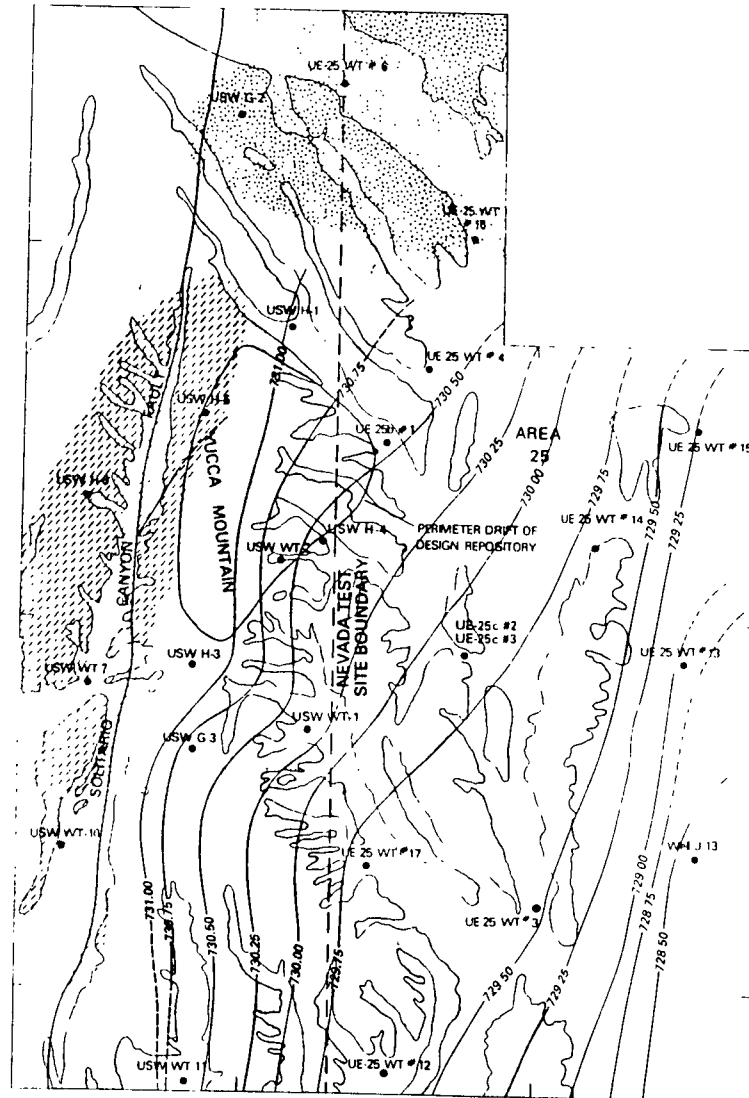 UE-25 WT # 6
USW G-2
UE-25 WT
# 16
USW H-1
731.00
730.75
UE 25 WT # 4
730.50
FAULT
USW H-5
UE 25b # 1
730.25
AREA
25
730.00
729.75
UE 25 WT # 15
729.50
729.25
YUCCA MOUNTAIN
USW H-6
UE 25 WT # 14
USW H-4
PERIMETER DRIFT OF
DESIGN REPOSITORY
USW WT-2
CANYON
NEVADA TEST
SITE BOUNDARY
UE-25c #2
UE-25c #3
USW H-3
UE 25 WT # 13
USW WT 7
USW WT-1
USW G 3
SOLITARIO
USW WT-10
UE 25 WT # 17
J 13
731.00
730.75
730.50
730.25
730.00
729.75
UE 25 WT # 3
729.50
729.25
729.00
728.75
728.50
USW WT 11
UE-25 WT # 12